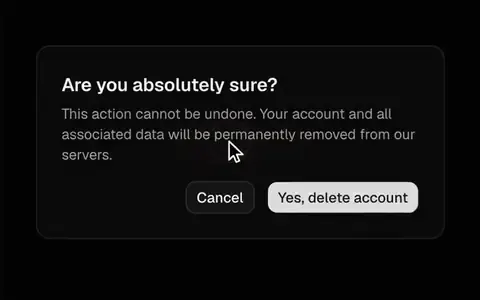 Are you absolutely sure?
This action cannot be undone. Your account and all
associated data will be permanently removed from our
servers.
Cancel
Yes, delete account